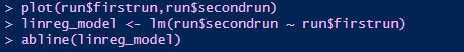 > plot(run$firstrun,run$secondrun)
> linreg_model <- lm(run$secondrun ~ run$firstrun)
> abline(linreg_model)